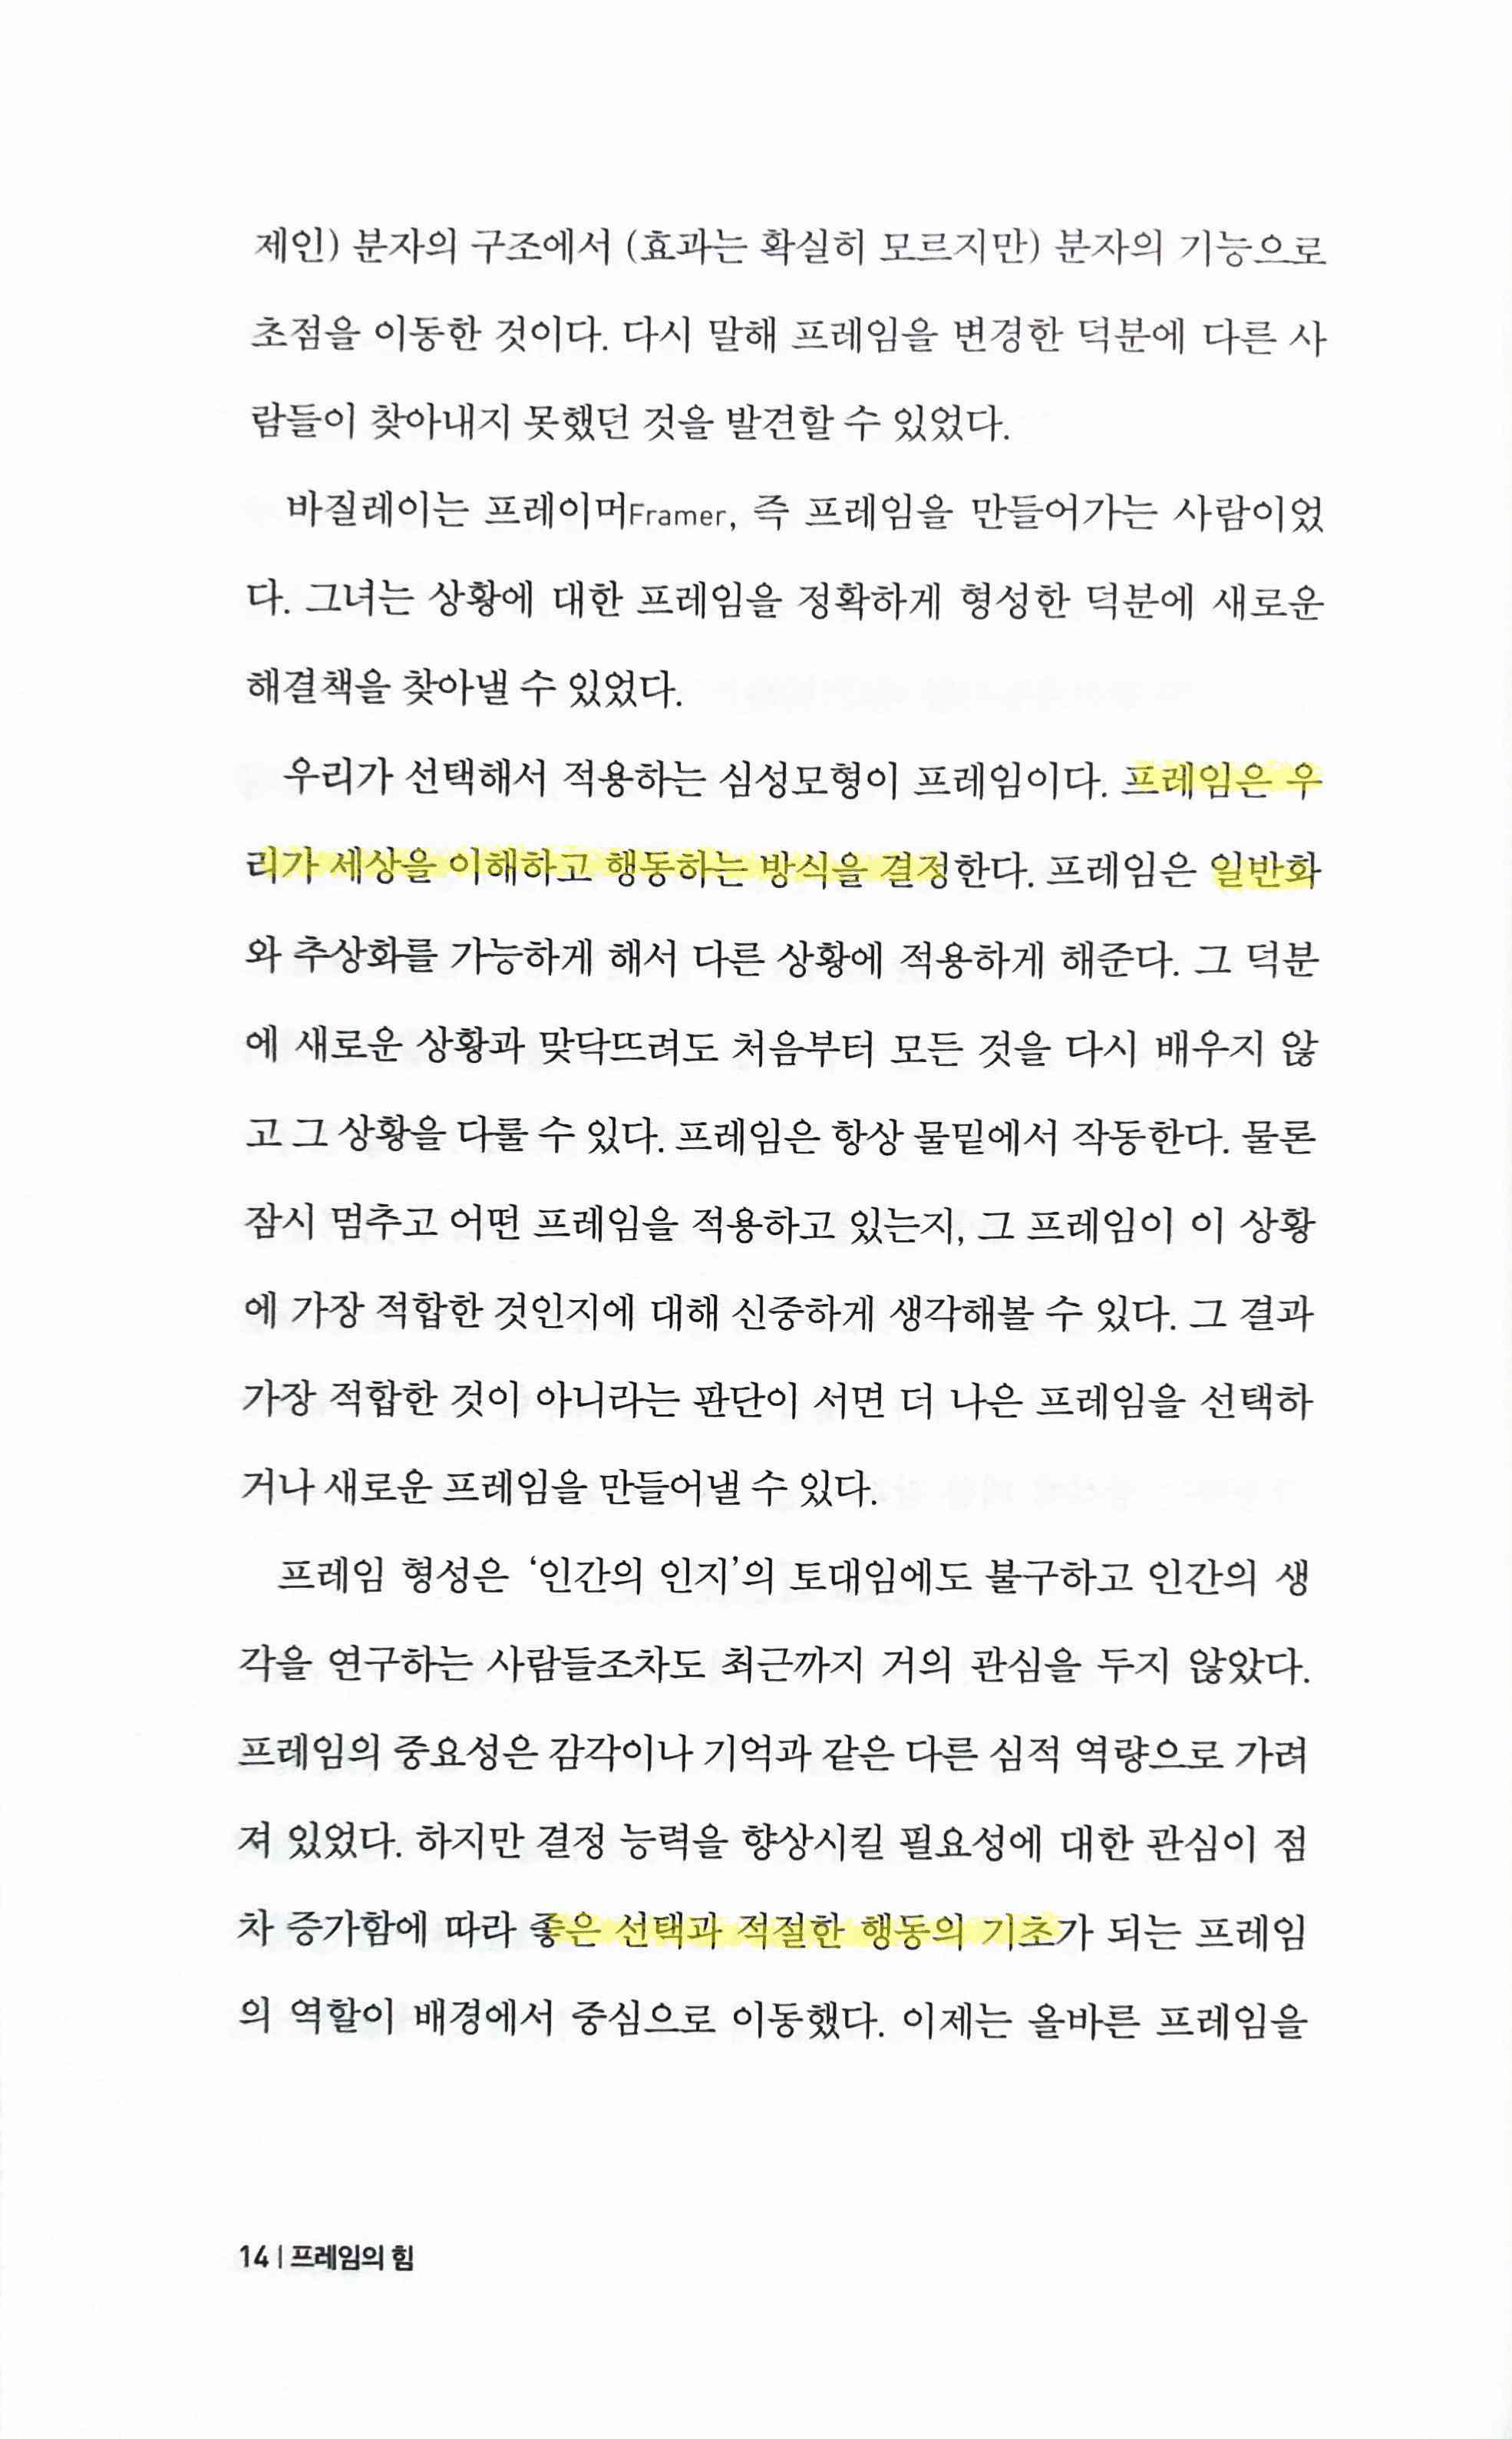 제인) 분자의 구조에서 (효과는 확실히 모르지만) 분자의 기능으로
초점을 이동한 것이다. 다시 말해 프레임을 변경한 덕분에 다른 사
람들이 찾아내지 못했던 것을 발견할 수 있었다.
바질레이는 프레이머Framer, 즉 프레임을 만들어가는 사람이었
다. 그녀는 상황에 대한 프레임을 정확하게 형성한 덕분에 새로운
해결책을 찾아낼 수 있었다.
우리가 선택해서 적용하는 심성모형이 프레임이다. 프레임은 우
리가 세상을 이해하고 행동하는 방식을 결정한다. 프레임은 일반화
와 추상화를 가능하게 해서 다른 상황에 적용하게 해준다. 그 덕분
에 새로운 상황과 맞닥뜨려도 처음부터 모든 것을 다시 배우지 않
고 그 상황을 다룰 수 있다. 프레임은 항상 물밑에서 작동한다. 물론
잠시 멈추고 어떤 프레임을 적용하고 있는지, 그 프레임이 이 상황
에 가장 적합한 것인지에 대해 신중하게 생각해볼 수 있다. 그 결과
가장 적합한 것이 아니라는 판단이 서면 더 나은 프레임을 선택하
거나 새로운 프레임을 만들어낼 수 있다.
프레임 형성은 ‘인간의 인지’의 토대임에도 불구하고 인간의 생
각을 연구하는 사람들조차도 최근까지 거의 관심을 두지 않았다.
프레임의 중요성은 감각이나 기억과 같은 다른 심적 역량으로 가려
져 있었다. 하지만 결정 능력을 향상시킬 필요성에 대한 관심이 점
차 증가함에 따라 좋은 선택과 적절한 행동의 기초가 되는 프레임
의 역할이 배경에서 중심으로 이동했다. 이제는 올바른 프레임을
14 | 프레임의 힘